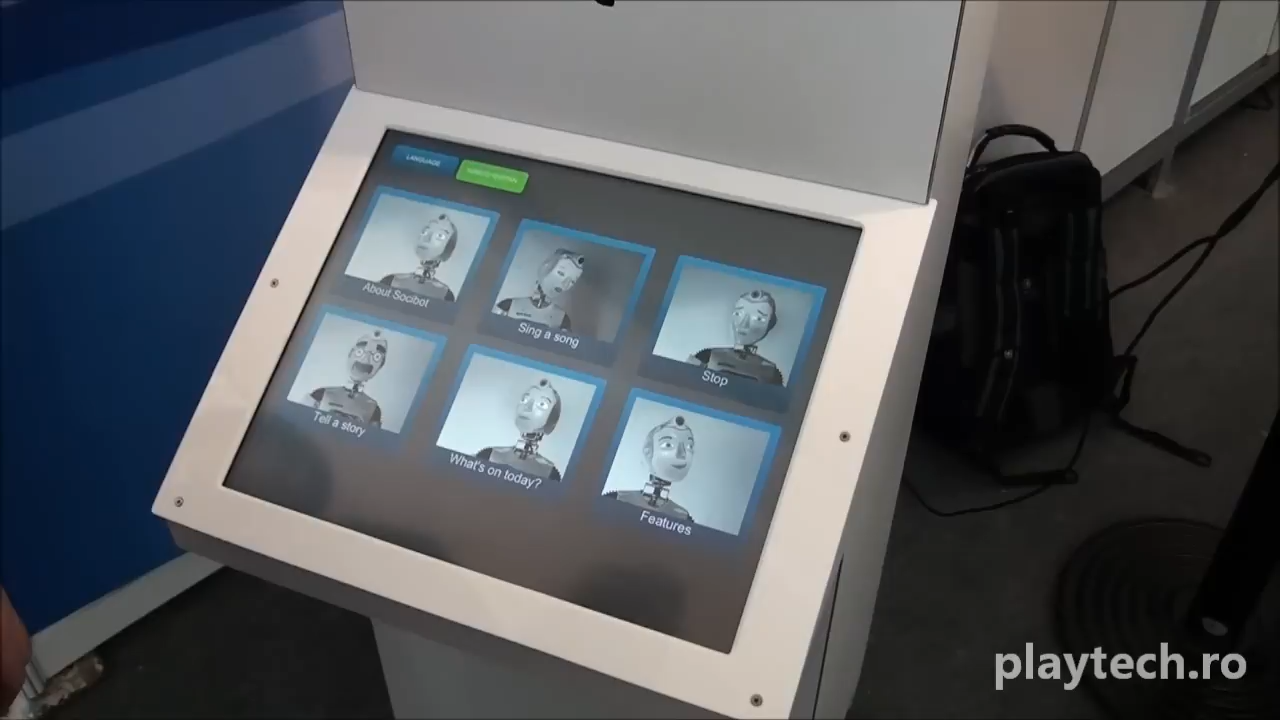 LANGUAGE
About Socibot
Sing a song
Stop
Tell a story
What's on today?
Features
playtech.ro